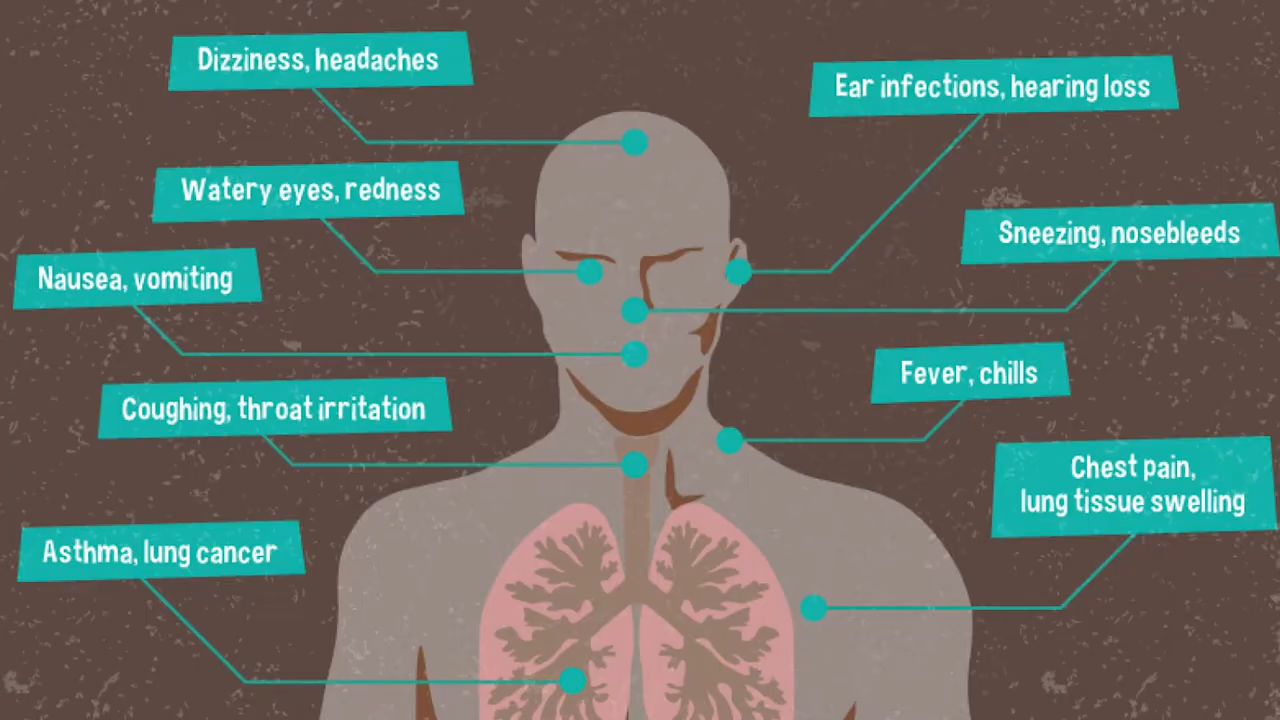 Dizziness, headaches
Ear infections, hearing loss
Watery eyes, redness
Sneezing, nosebleeds
Nausea, vomiting
Fever, chills
Coughing, throat irritation
Chest pain,
lung tissue swelling
Asthma, lung cancer